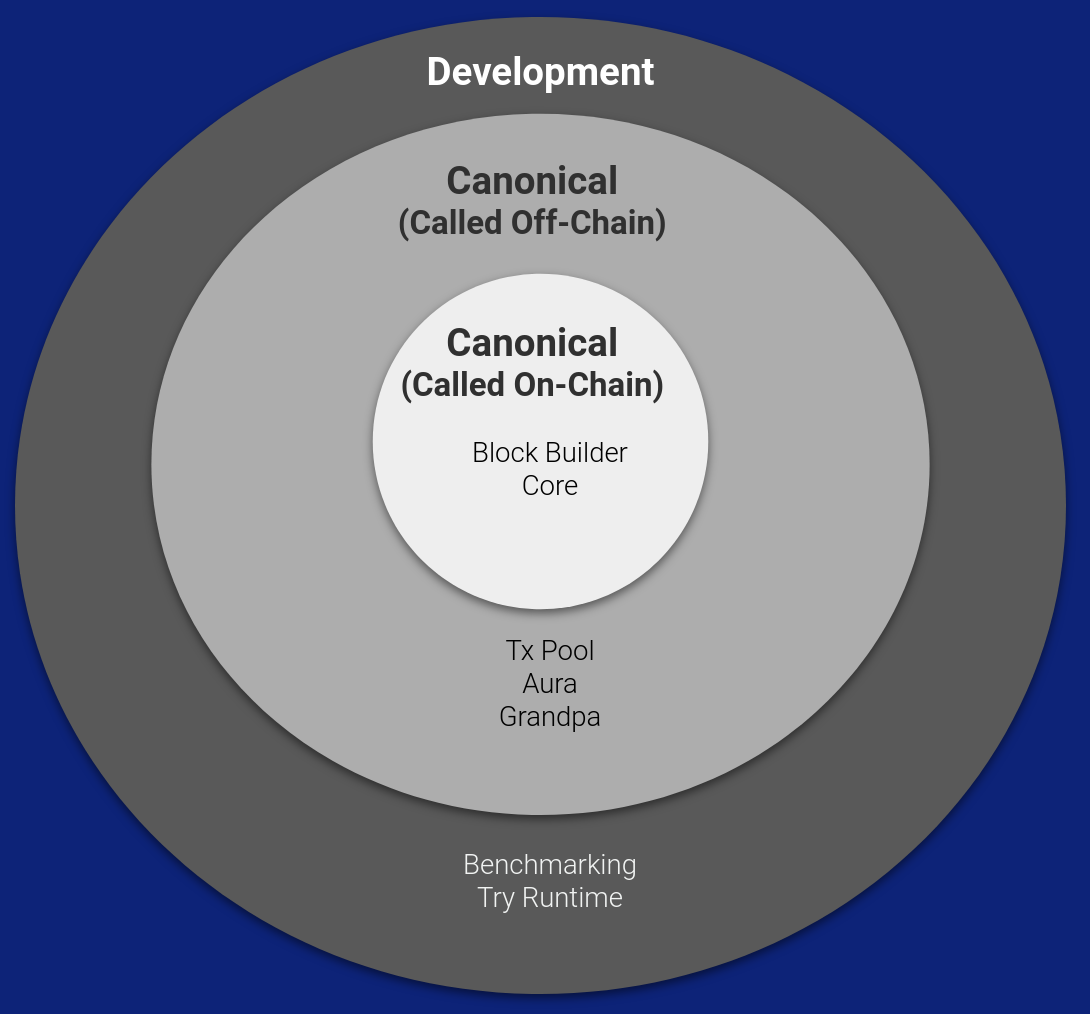 Development
Canonical
(Called Off-Chain)
Canonical
(Called On-Chain)
Block Builder
Core
Tx Pool
Aura
Grandpa
Benchmarking
Try Runtime